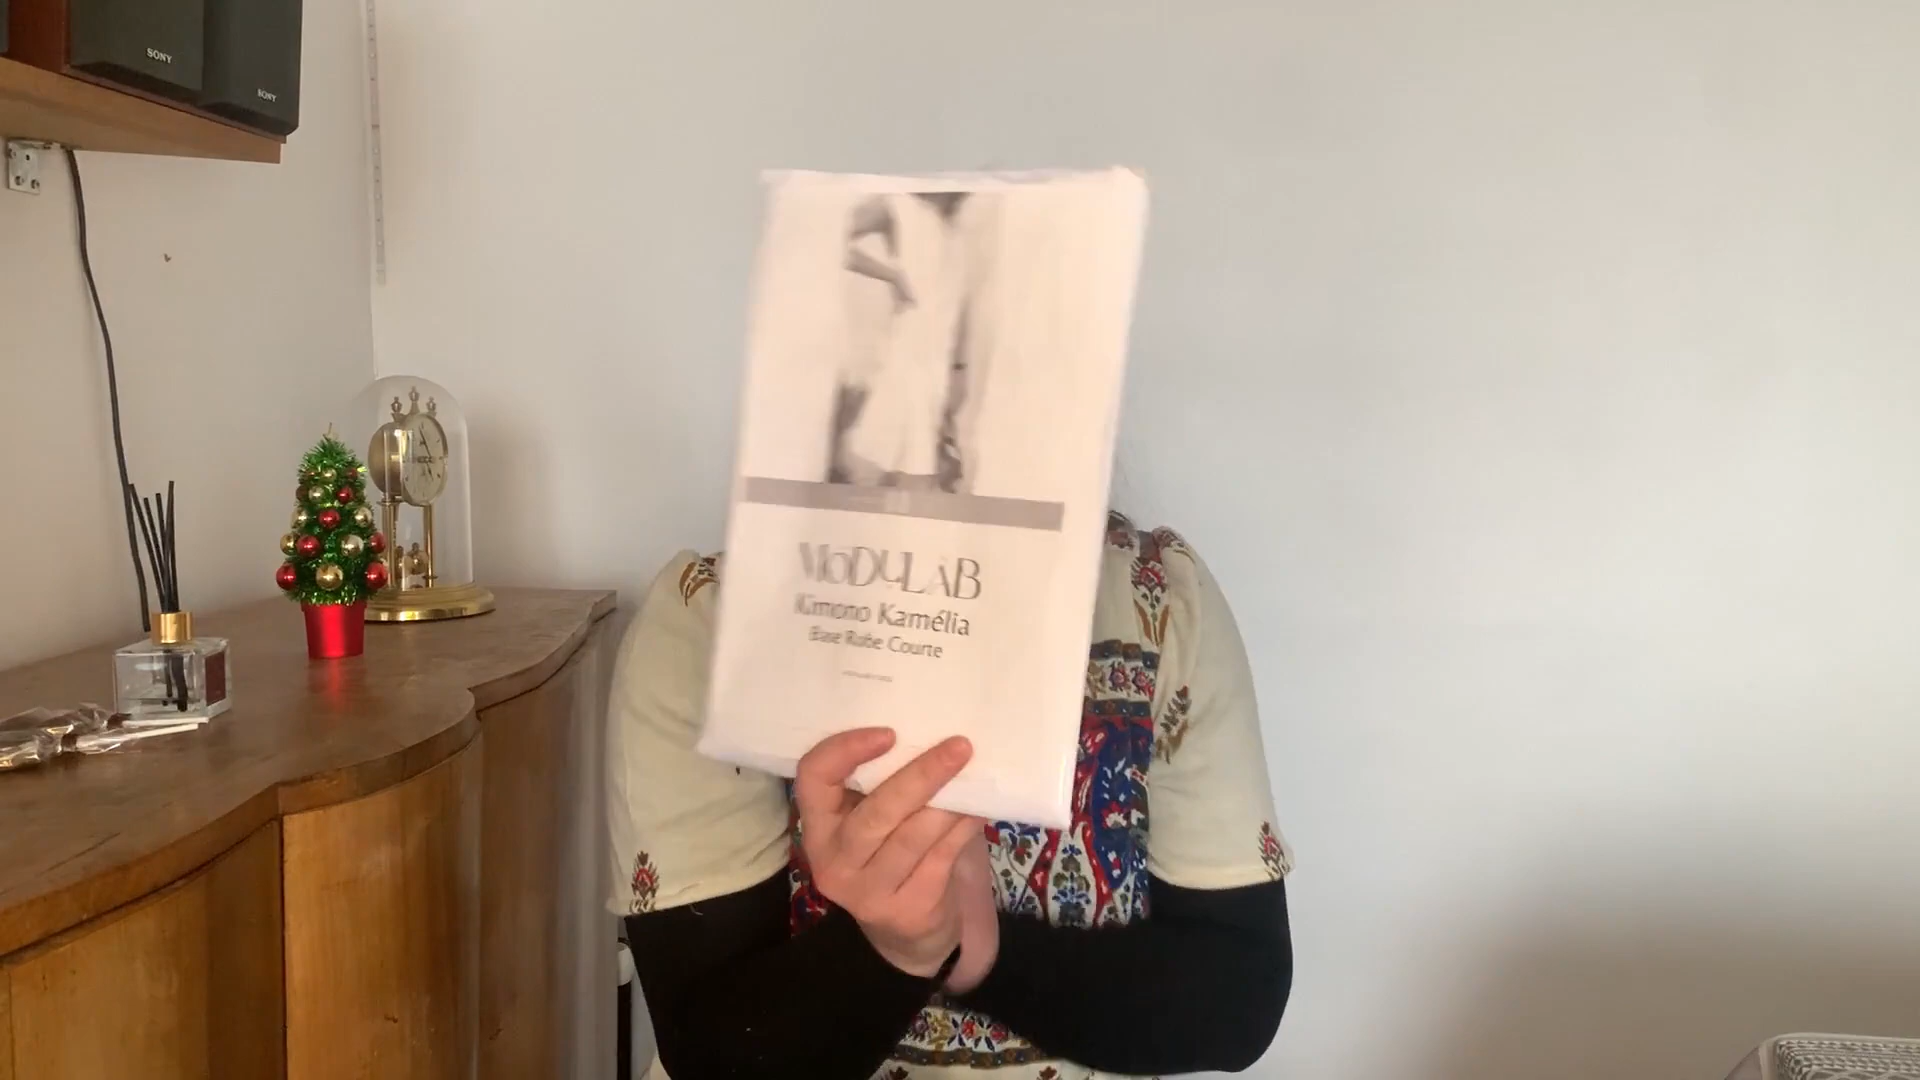 SONY
SONY
MODULAB
Kimono Kamélia
Base Robe Courte